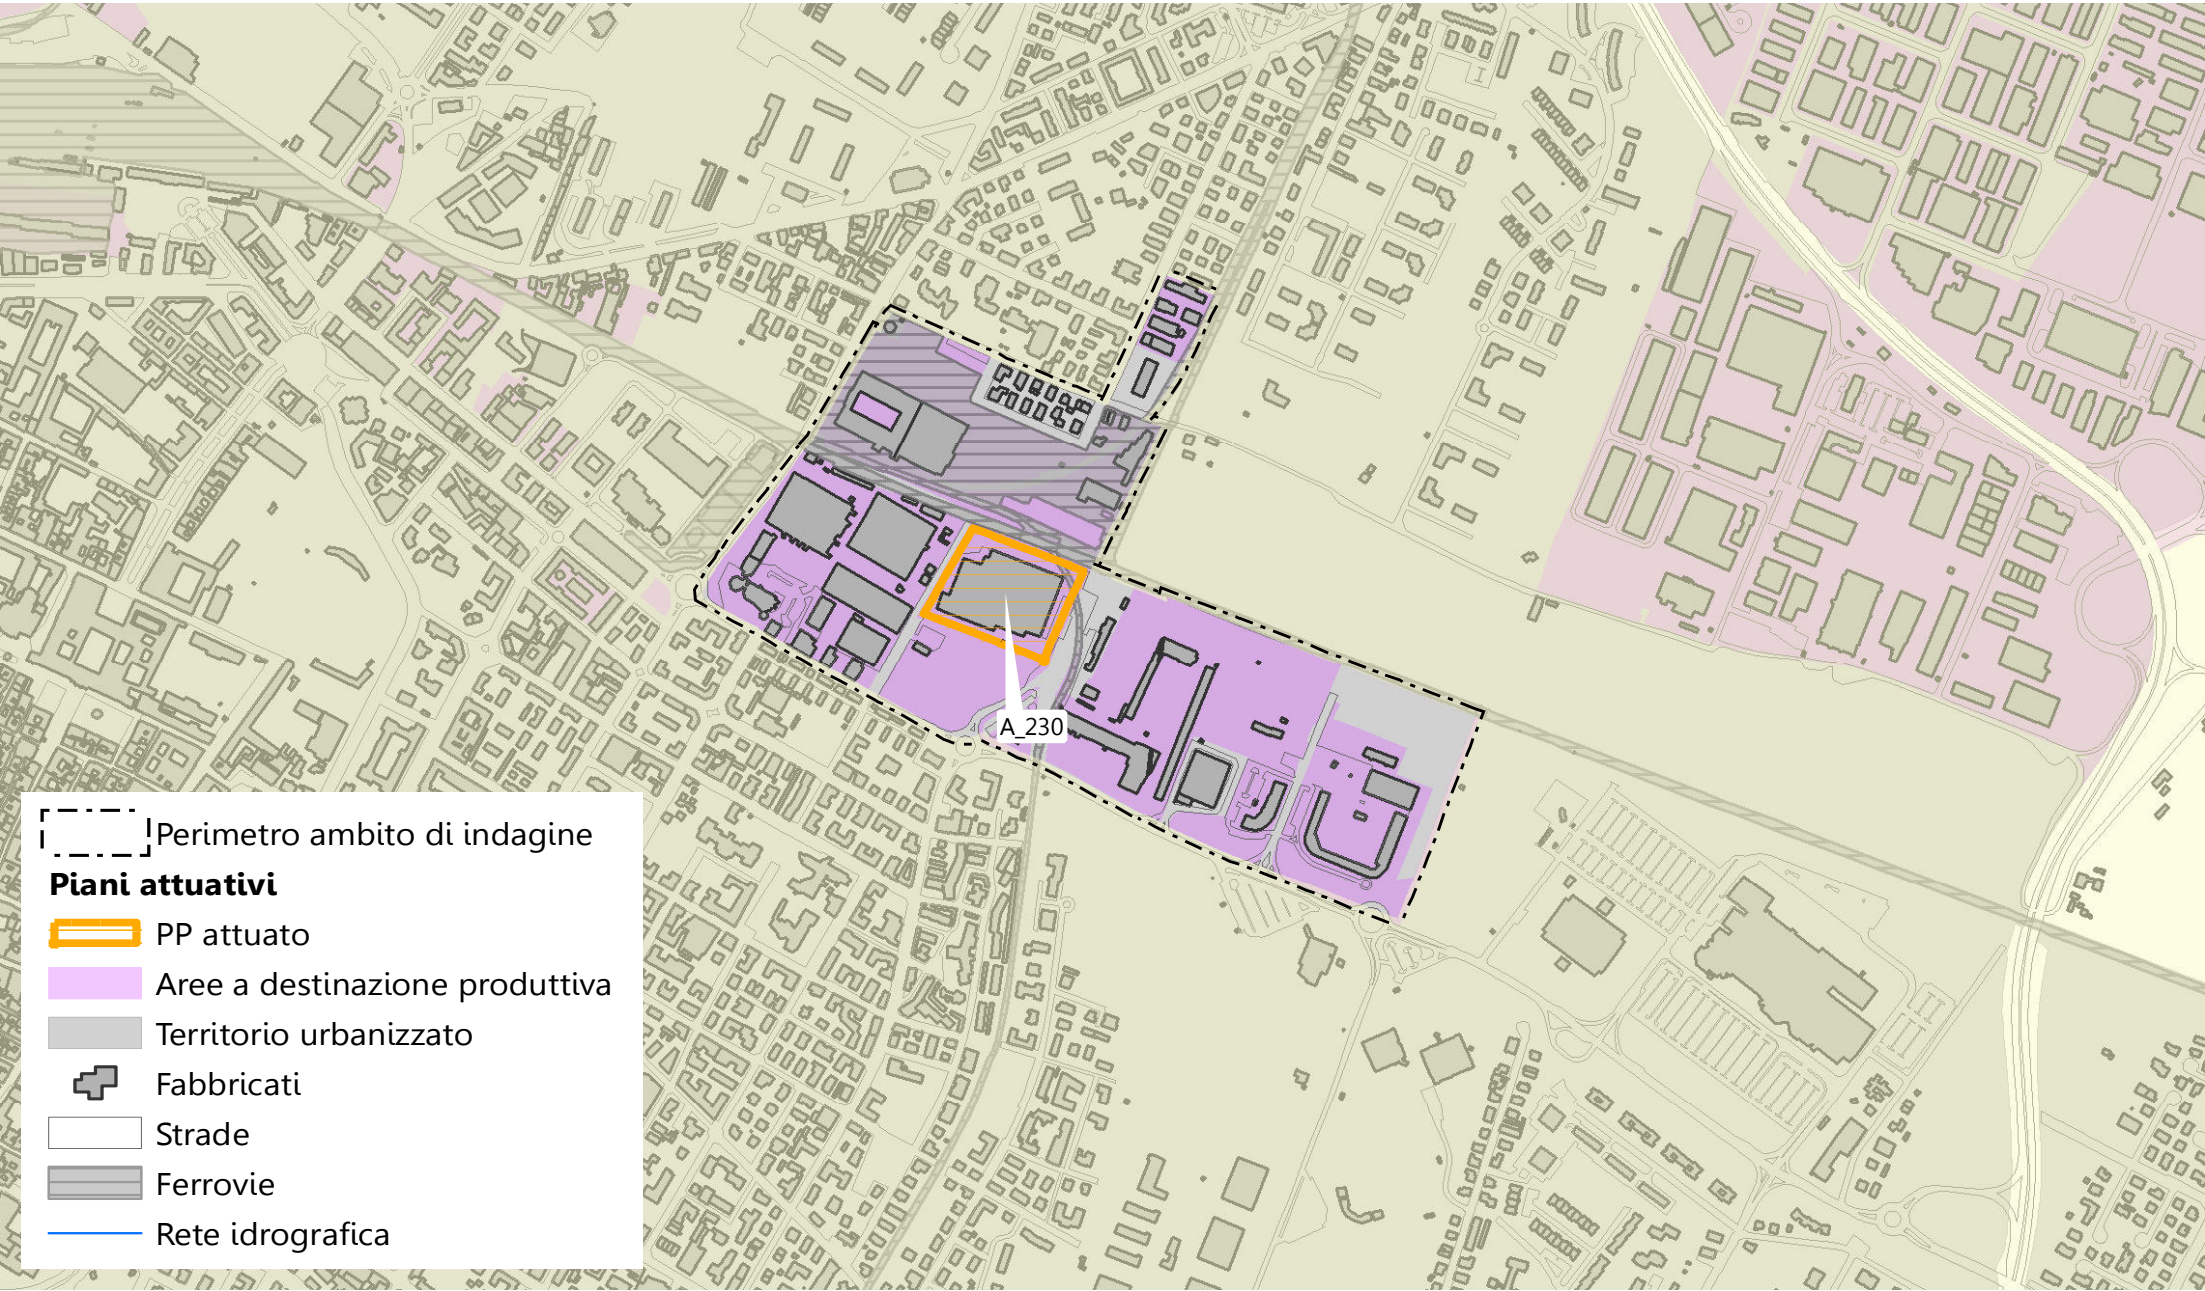 A_230
Perimetro ambito di indagine
Piani attuativi
PP attuato
Aree a destinazione produttiva
Territorio urbanizzato
Fabbricati
Strade
Ferrovie
Rete idrografica